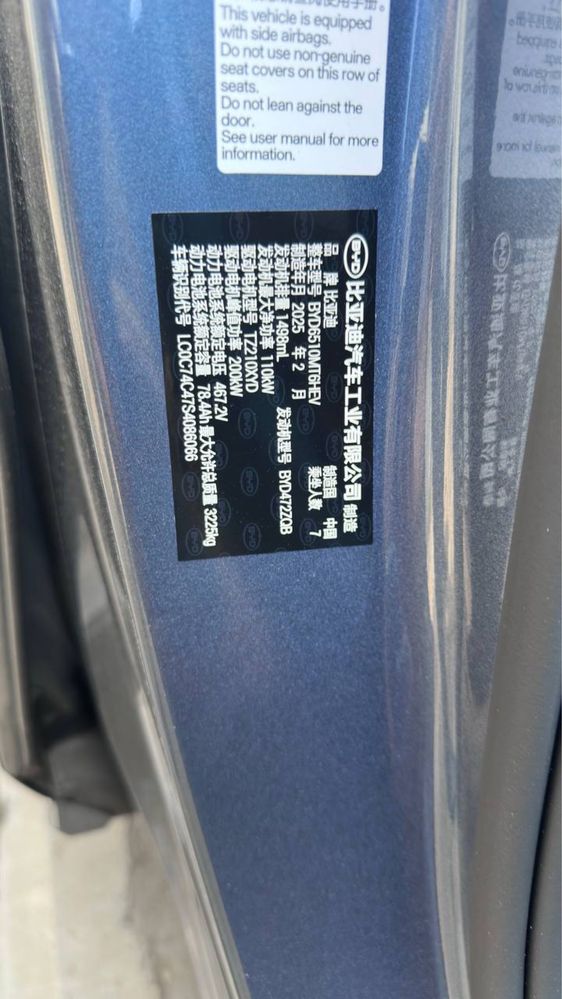 This vehicle is equipped
with side airbags.
Do not use non-genuine
seat covers on this row of
seats.
Do not lean against the
door.
See user manual for more
information.
BYD 比亚迪汽车工业有限公司 制造
品 牌 比亚迪 制造国 中国
整车型号 BYD6510MT6HEV 乘坐人数 7
制造年月 2025 年 2 月
发动机排量 1498mL 发动机型号 BYD472ZQB
发动机最大净功率 110kW
驱动电机型号 TZ210XYD
驱动电机峰值功率 200kW
动力电池系统额定电压 467.2V
动力电池系统额定容量 78.4Ah 最大允许总质量 3225kg
车辆识别代号 LC0C74C47S4086066